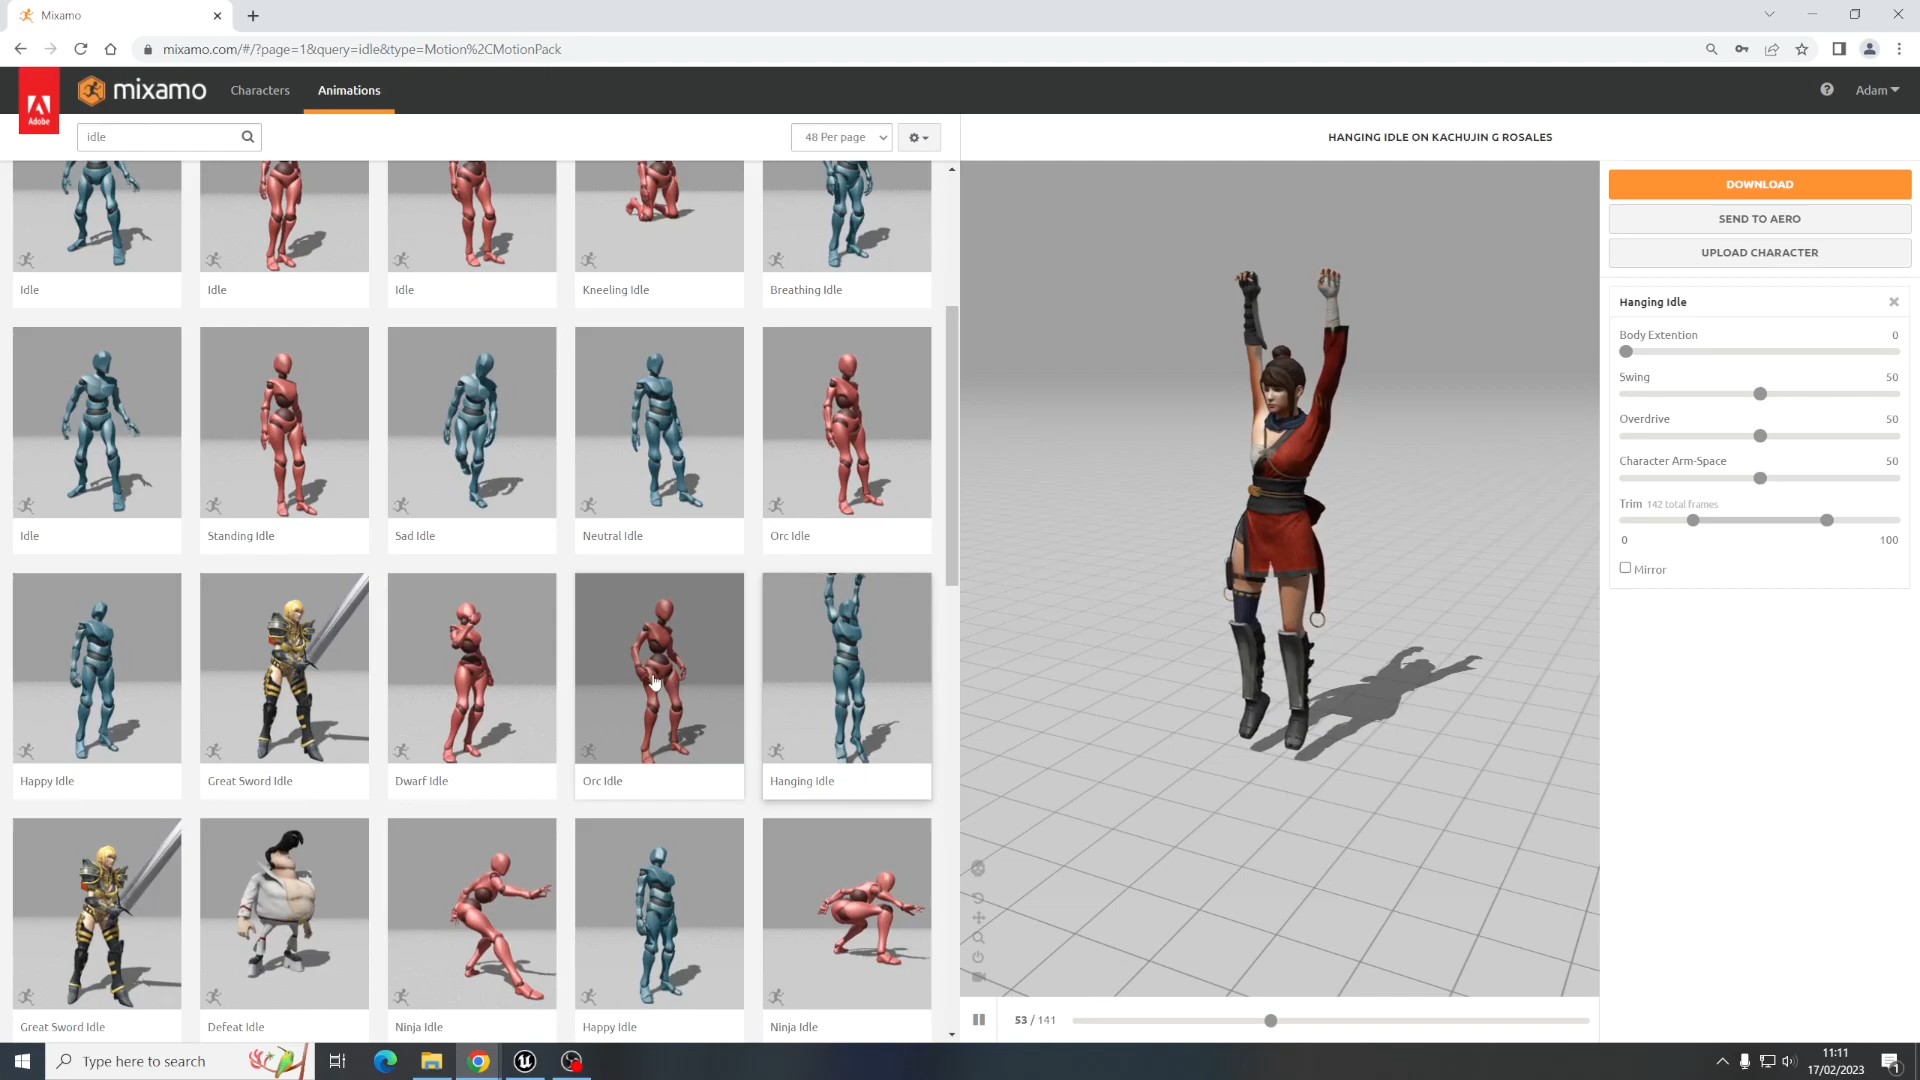 Mixamo
mixamo.com/#/?page=1&query=idle&type=Motion%2CMotionPack
Adobe
mixamo
Characters
Animations
Adam
idle
48 Per page
HANGING IDLE ON KACHUJIN G ROSALES
DOWNLOAD
SEND TO AERO
UPLOAD CHARACTER
Idle
Idle
Idle
Kneeling Idle
Breathing Idle
Hanging Idle
Body Extention 0
Swing 50
Overdrive 50
Character Arm-Space 50
Trim 142 total frames
0 100
Mirror
Idle
Standing Idle
Sad Idle
Neutral Idle
Orc Idle
Happy Idle
Great Sword Idle
Dwarf Idle
Orc Idle
Hanging Idle
Great Sword Idle
Defeat Idle
Ninja Idle
Happy Idle
Ninja Idle
53 / 141
Type here to search
11:11
17/02/2023
1